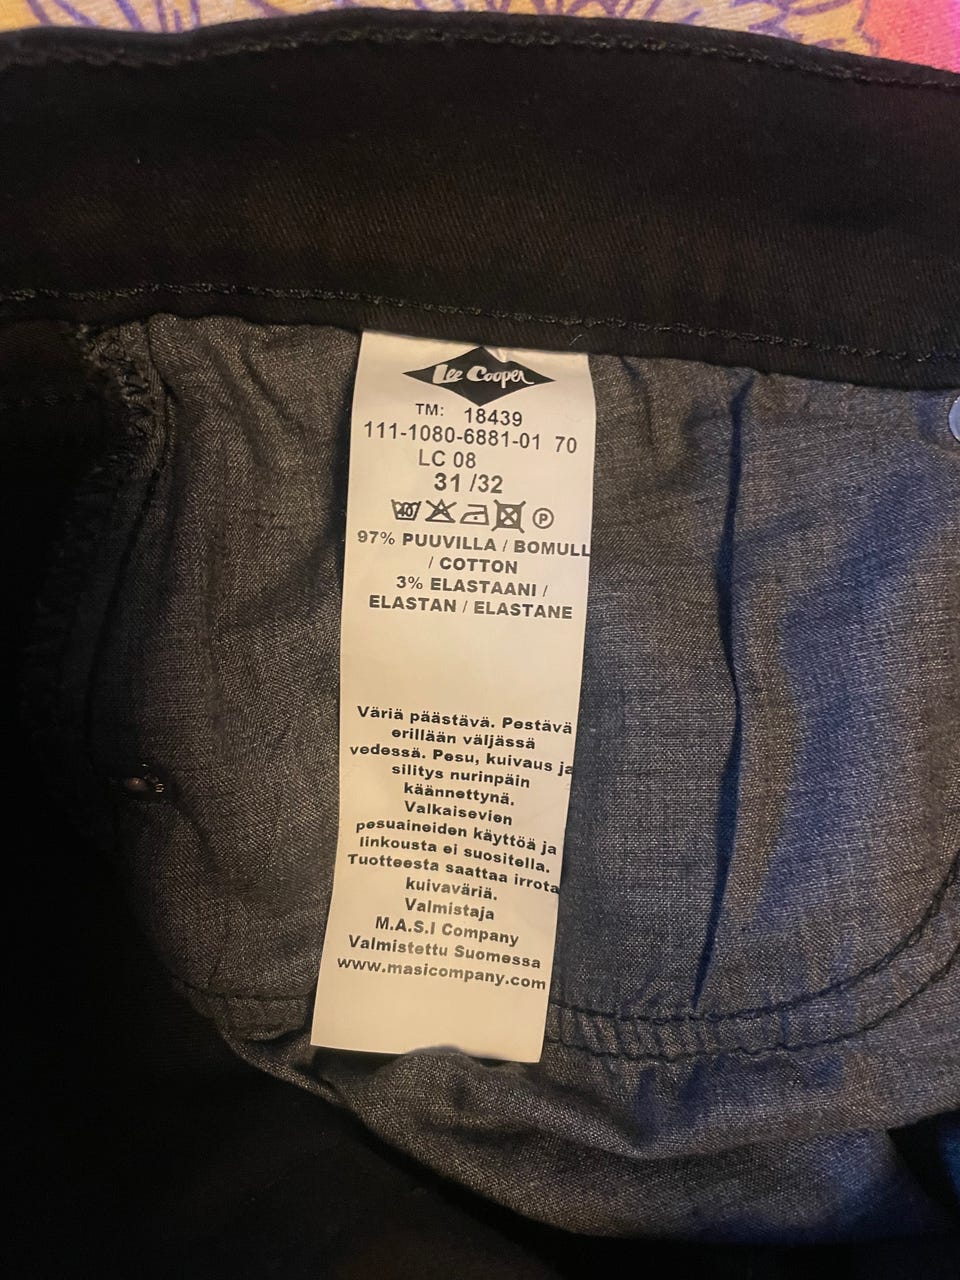 Lee Cooper
TM: 18439
111-1080-6881-01 70
LC 08
31 /32
40 P
97% PUUVILLA / BOMULL
/ COTTON
3% ELASTAANI /
ELASTAN / ELASTANE
Väriä päästävä. Pestävä
erillään väljässä
vedessä. Pesu, kuivaus ja
silitys nurinpäin
käännettynä.
Valkaisevien
pesuaineiden käyttöä ja
linkousta ei suositella.
Tuotteesta saattaa irrota
kuivaväriä.
Valmistaja
M.A.S.I Company
Valmistettu Suomessa
www.masicompany.com